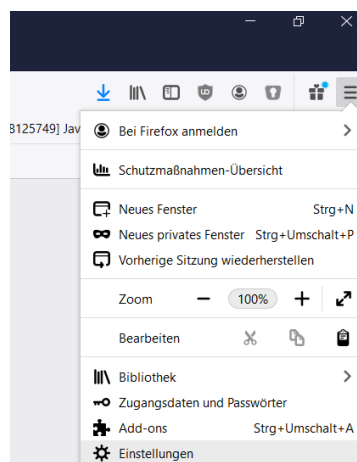 8125749] Jav
Bei Firefox anmelden
Schutzmaßnahmen-Übersicht
Neues Fenster Strg+N
Neues privates Fenster Strg+Umschalt+P
Vorherige Sitzung wiederherstellen
Zoom 100%
Bearbeiten
Bibliothek
Zugangsdaten und Passwörter
Add-ons Strg+Umschalt+A
Einstellungen